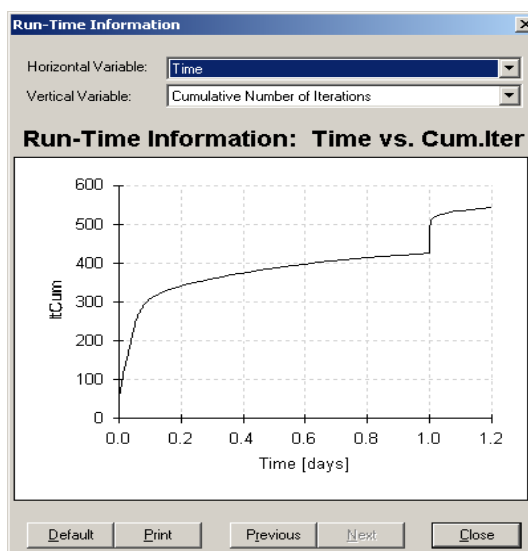 Run-Time Information
Horizontal Variable: Time
Vertical Variable: Cumulative Number of Iterations
Run-Time Information: Time vs. Cum.Iter
600
500
400
300
200
100
0
ItCum
0.0 0.2 0.4 0.6 0.8 1.0 1.2
Time [days]
Default Print Previous Next Close